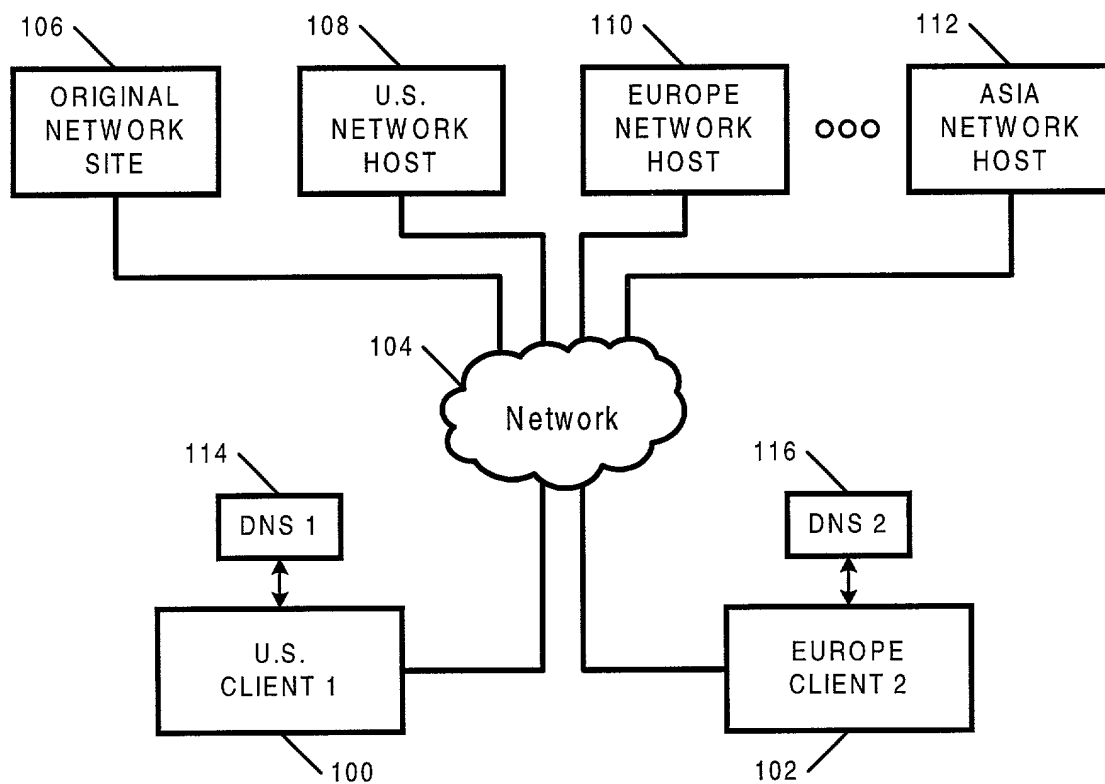 106
108
110
112
ORIGINAL
NETWORK
SITE
U.S.
NETWORK
HOST
EUROPE
NETWORK
HOST
ASIA
NETWORK
HOST
104
Network
114
116
DNS 1
DNS 2
U.S.
CLIENT 1
EUROPE
CLIENT 2
100
102